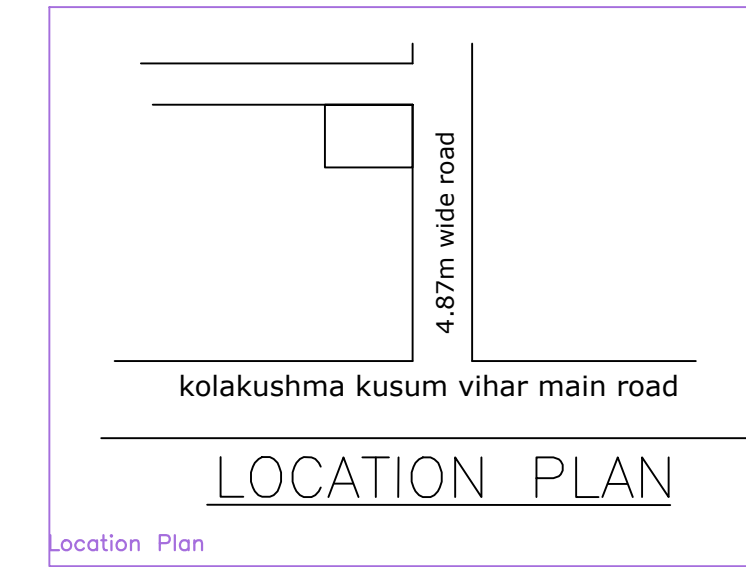 4.87m wide road
kolakushma kusum vihar main road
LOCATION PLAN
Location Plan